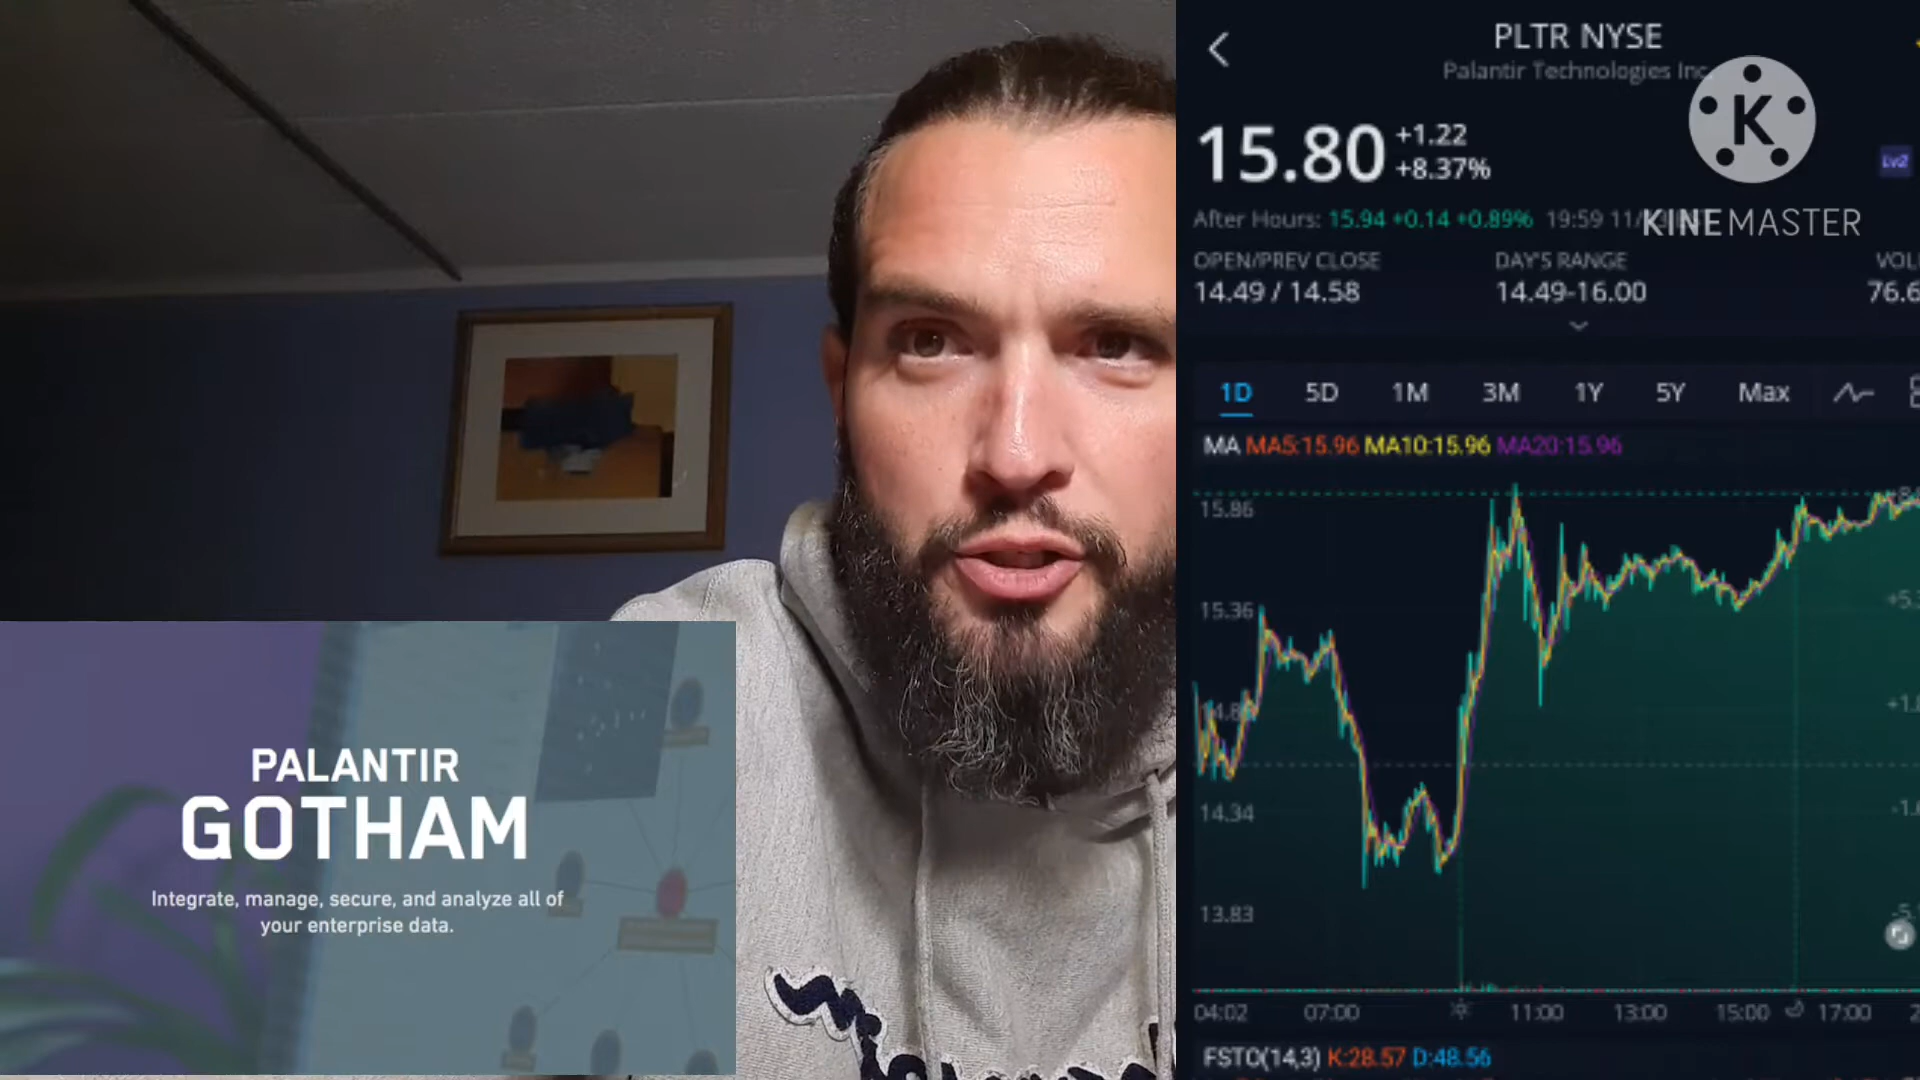 PLTR NYSE
Palantir Technologies Inc.
15.80
+1.22
+8.37%
K
KINEMASTER
Lv2
After Hours: 15.94 +0.14 +0.89% 19:59 11/
OPEN/PREV CLOSE
14.49 / 14.58
DAY'S RANGE
14.49-16.00
1D 5D 1M 3M 1Y 5Y Max
MA MA5:15.96 MA10:15.96 MA20:15.96
15.86
15.36
14.34
13.83
04:02 07:00 11:00 13:00 15:00 17:00
FSTO(14,3) K:28.57 D:48.56
PALANTIR
GOTHAM
Integrate, manage, secure, and analyze all of
your enterprise data.